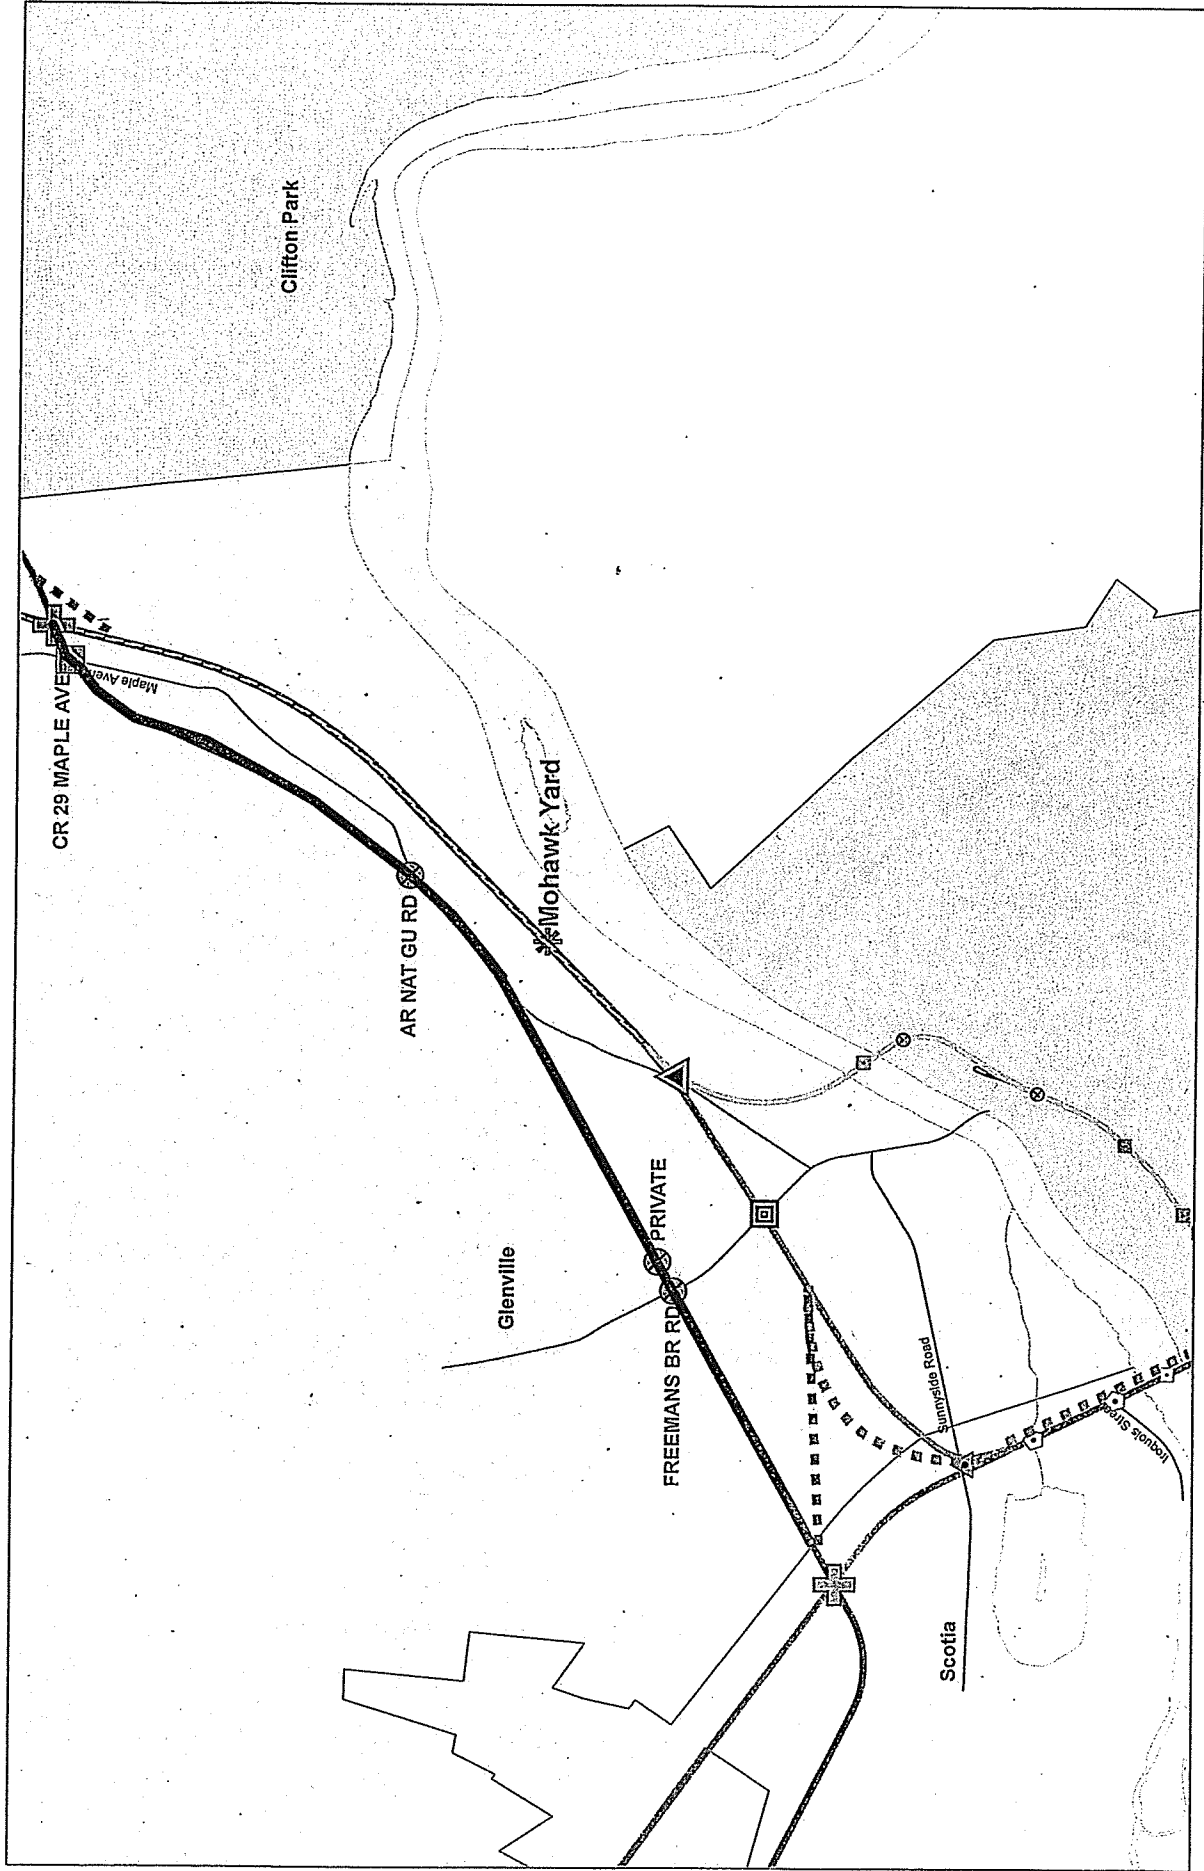 Clifton Park
CR 29 MAPLE AVE
Maple Aven
AR NAT GU RD
Mohawk Yard
Glenville
PRIVATE
FREEMANS BR RD
Sunnyside Road
Iroquois Street
Scotia